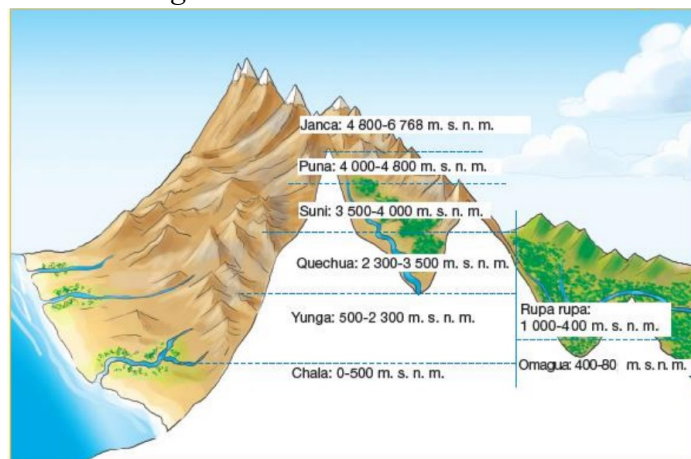 Janca: 4 800-6 768 m. s. n. m.
Puna: 4 000-4 800 m. s. n. m.
Suni: 3 500-4 000 m. s. n. m.
Quechua: 2 300-3 500 m. s. n. m.
Yunga: 500-2 300 m. s. n. m.
Chala: 0-500 m. s. n. m.
Rupa rupa:
1 000-400 m. s. n. m.
Omagua: 400-80 m. s. n. m.